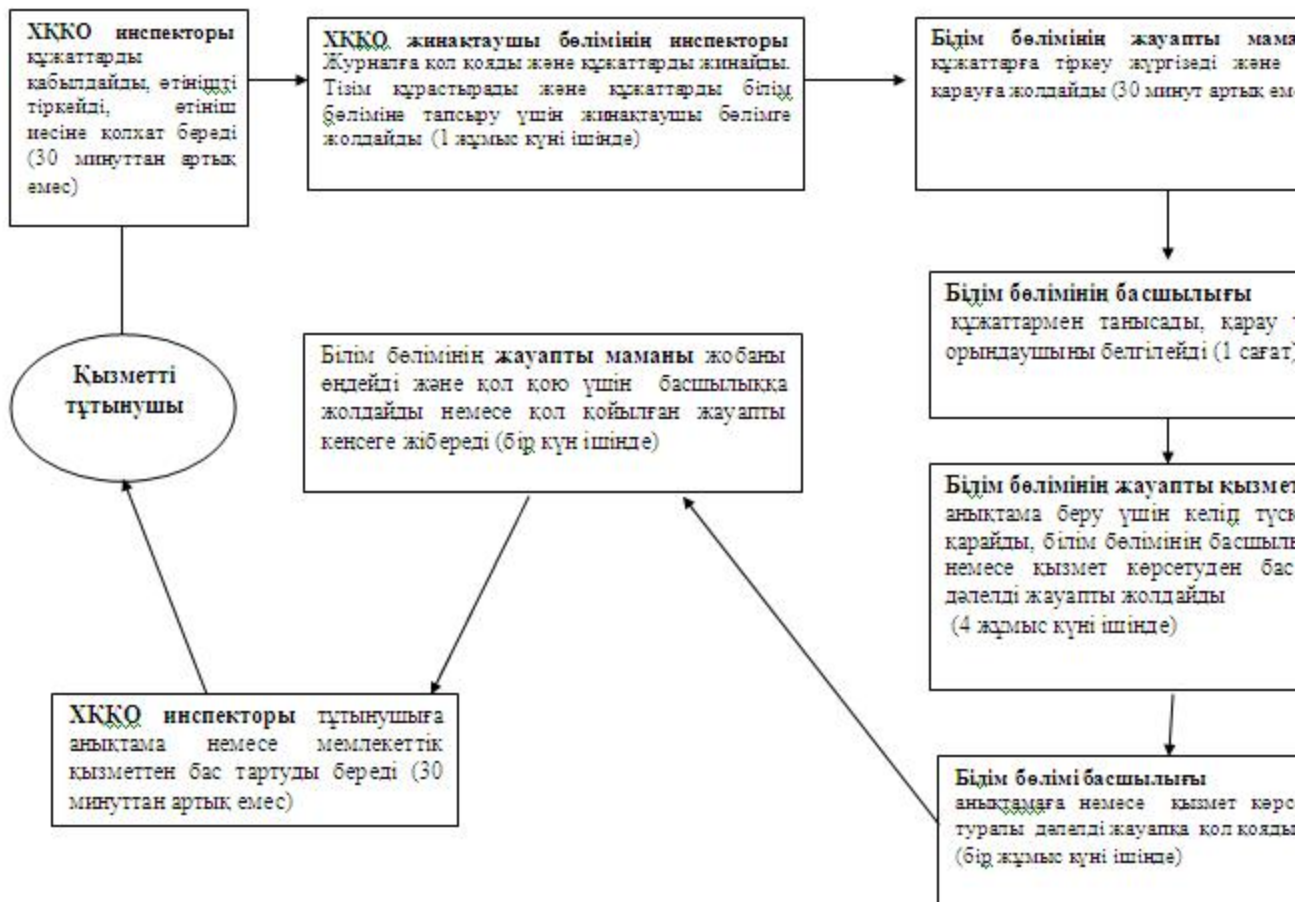 ХҚКО инспекторы
құжаттарды
қабылдайды, өтінішті
тіркейді, өтініш
иесіне қолхат береді
(30 минуттан артық
емес)
ХҚКО жинақтаушы бөлімінің инспекторы
Журналға қол қояды және құжаттарды жинайды.
Тізім құрастырады және құжаттарды білім
бөліміне тапсыру үшін жинақтаушы бөлімге
жолдайды (1 жұмыс күні ішінде)
Білім бөлімінің жауапты
құжаттарға тіркеу жүргізеді және
қарауға жолдайды (30 минут артық
Білім бөлімінің басшылығы
құжаттармен танысады, қарау
орындаушыны белгілейді (1 сағат)
Білім бөлімінің жауапты
анықтама беру үшін келіп
қарайды, білім бөлімінің
немесе қызмет көрсетуден бас
дәлелді жауапты жолдайды
(4 жұмыс күні ішінде)
Білім бөлімі басшылығы
анықтамаға немесе қызмет
туралы дәлелді жауапқа қол қояды
(бір жұмыс күні ішінде)
Білім бөлімінің жауапты маманы жобаны
өңдейді және қол қою үшін басшылыққа
жолдайды немесе қол қойылған жауапты
кеңсеге жібереді (бір күн ішінде)
ХҚКО инспекторы тұтынушыға
анықтама немесе мемлекеттік
қызметтен бас тартуды береді (30
минуттан артық емес)
Қызметті
тұтынушы